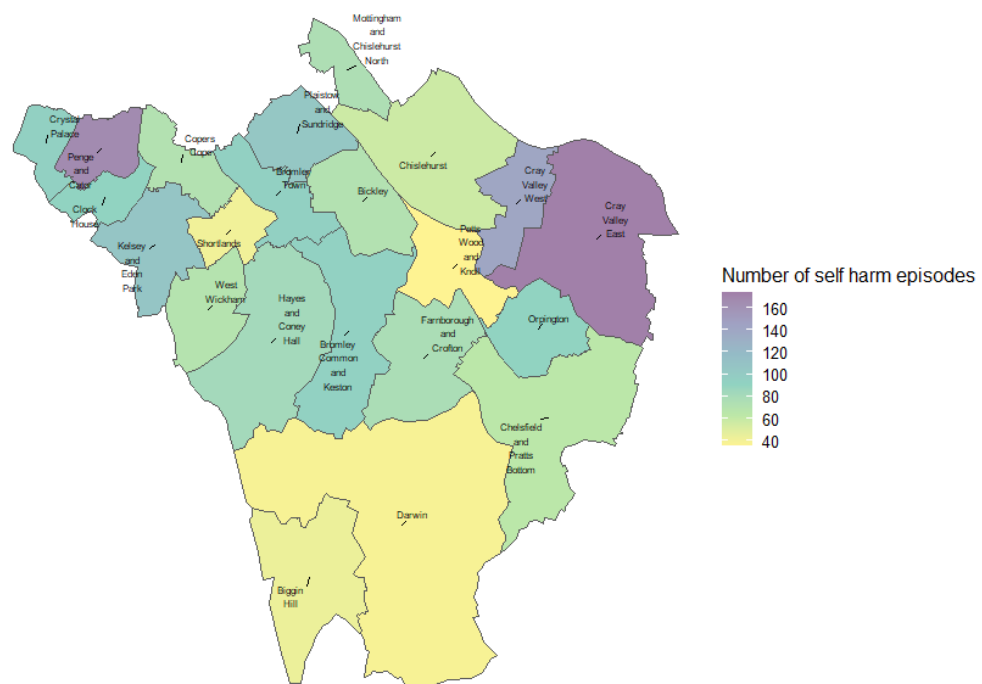 Mottingham
and
Chislehurst
North
Plaistow
and
Sundridge
Crystal
Palace
Copers
Cope
Penge
and
Cator
Chislehurst
Bromley
Town
Bickley
Cray
Valley
West
Clock
House
Cray
Valley
East
Shortlands
Petts
Wood
and
Knoll
Kelsey
and
Eden
Park
West
Wickham
Hayes
and
Coney
Hall
Farnborough
and
Crofton
Orpington
Bromley
Common
and
Keston
Chelsfield
and
Pratts
Bottom
Darwin
Biggin
Hill
Number of self harm episodes
160
140
120
100
80
60
40